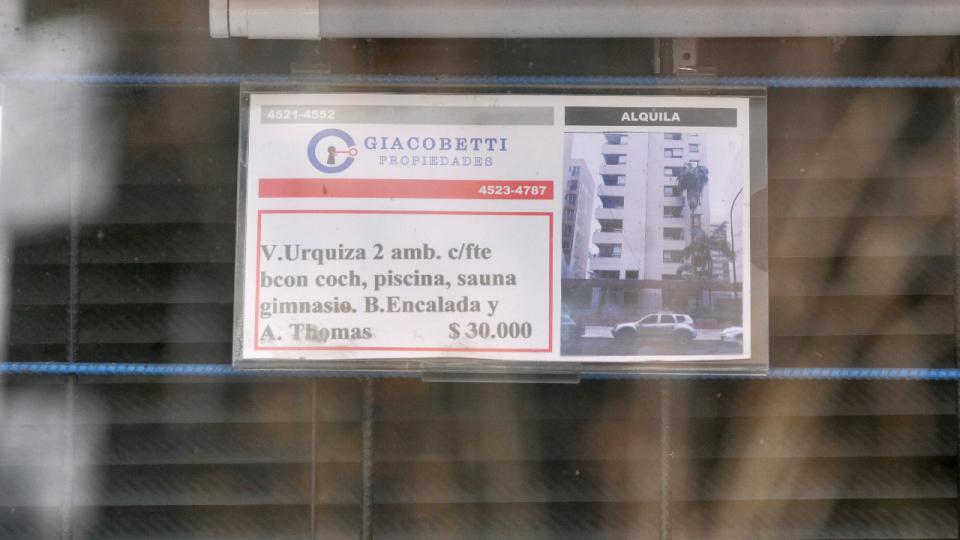 4521-4552
GIACOBETTI
PROPIEDADES
4523-4787
V.Urquiza 2 amb. c/fte
bcon coch, piscina, sauna
gimnasio. B.Encalada y
A. Thomas $ 30.000
ALQUILA